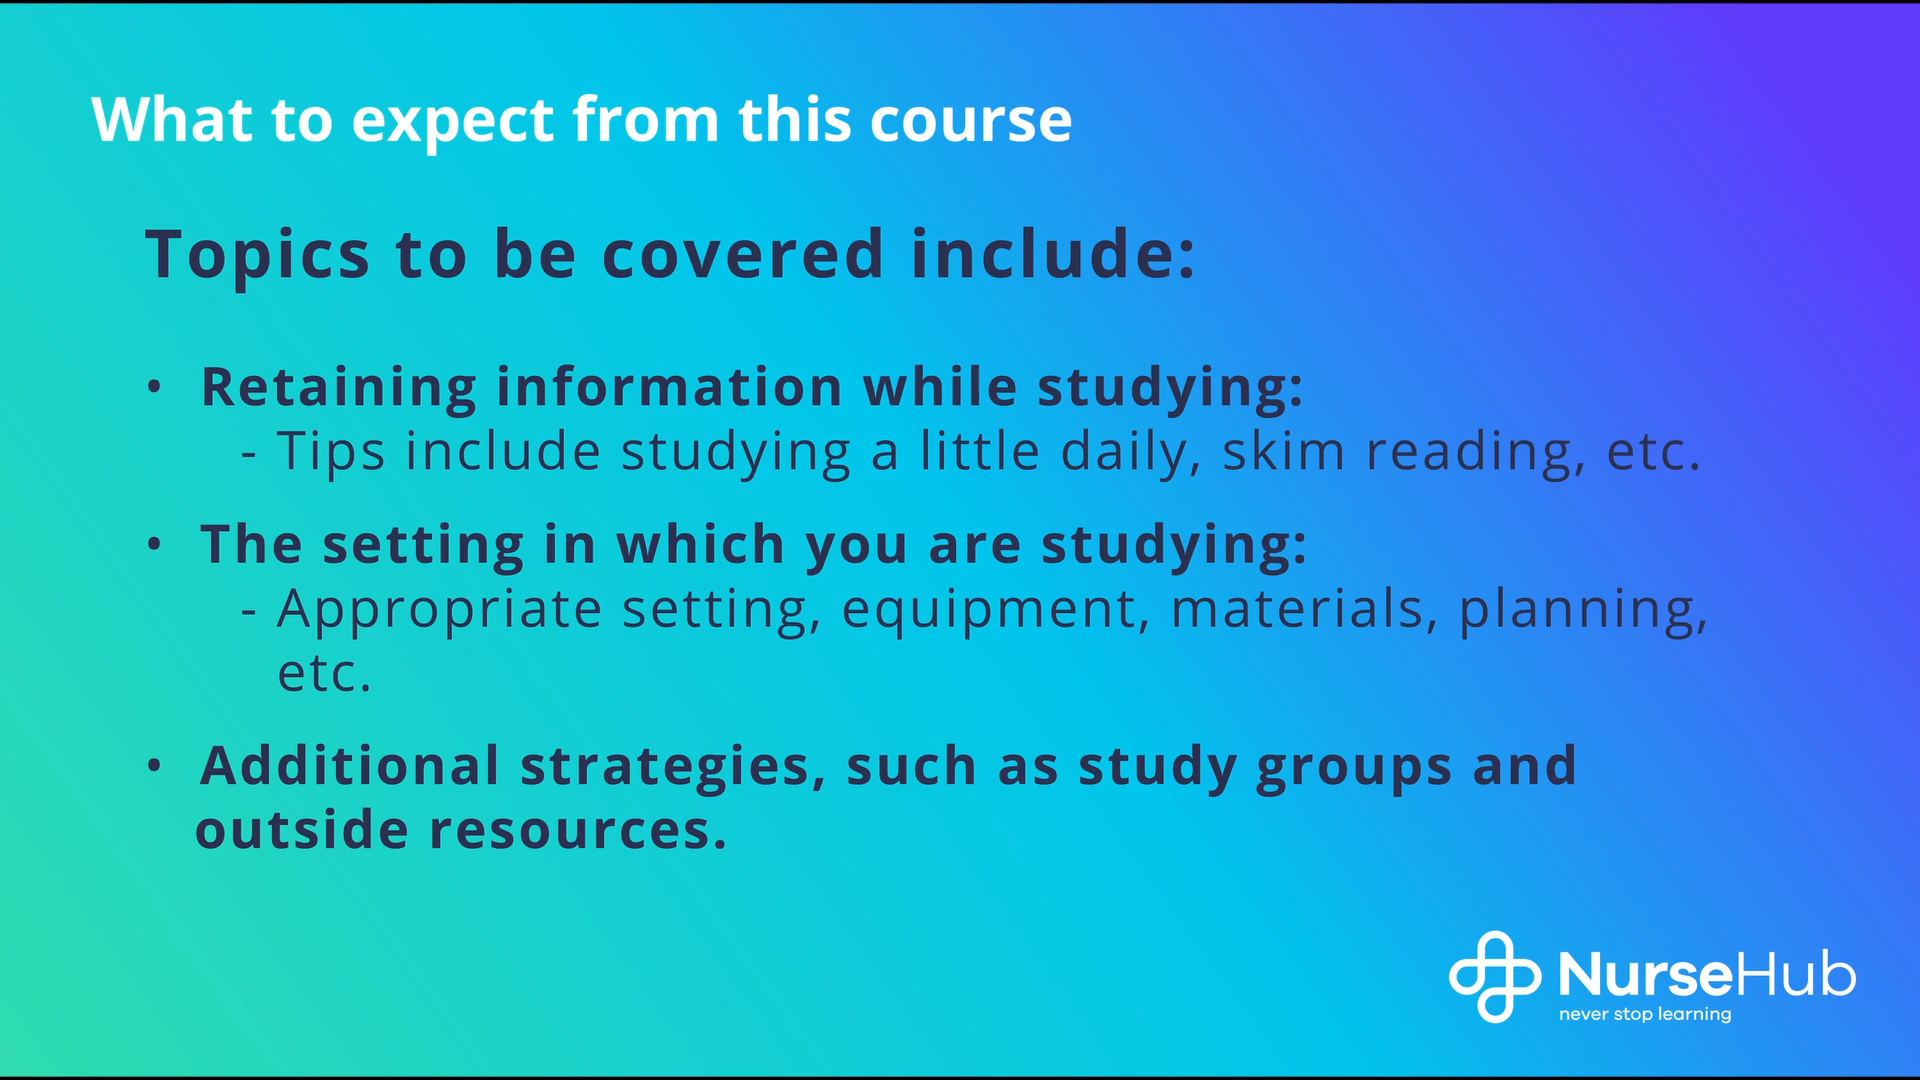 What to expect from this course
Topics to be covered include:
• Retaining information while studying:
- Tips include studying a little daily, skim reading, etc.
• The setting in which you are studying:
- Appropriate setting, equipment, materials, planning,
etc.
• Additional strategies, such as study groups and
outside resources.
NurseHub
never stop learning